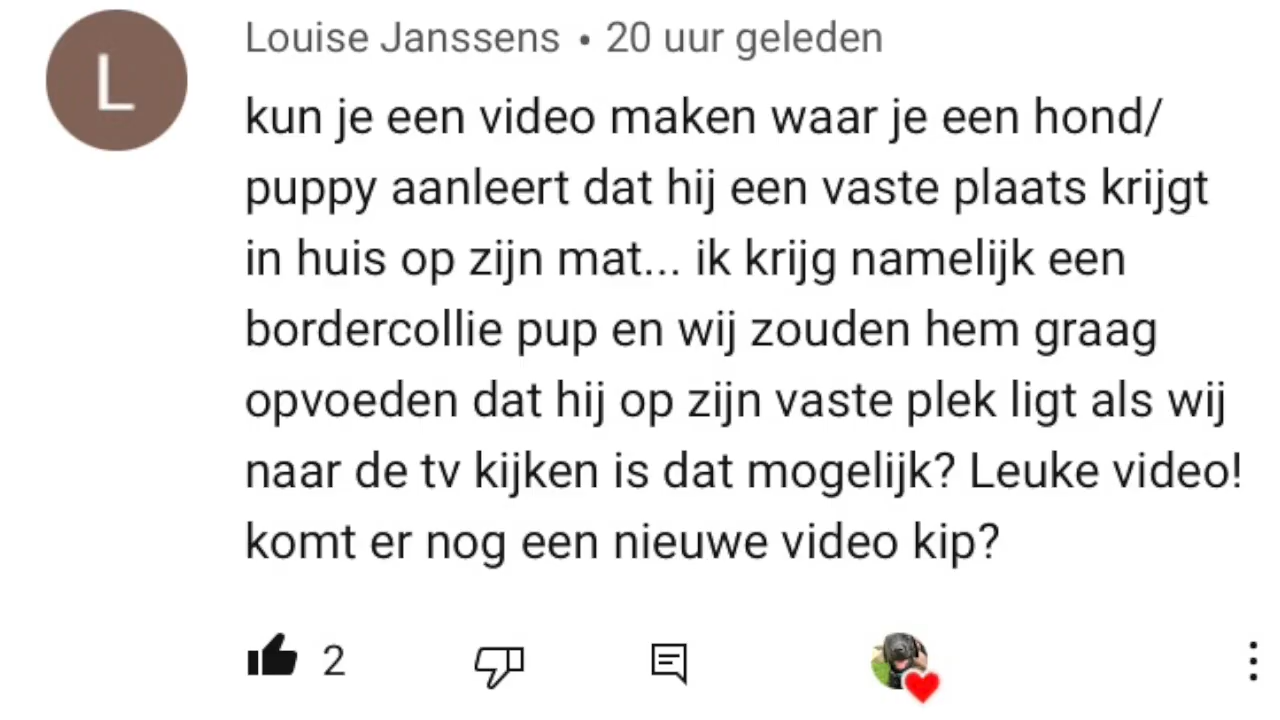 L
Louise Janssens • 20 uur geleden
kun je een video maken waar je een hond/
puppy aanleert dat hij een vaste plaats krijgt
in huis op zijn mat... ik krijg namelijk een
bordercollie pup en wij zouden hem graag
opvoeden dat hij op zijn vaste plek ligt als wij
naar de tv kijken is dat mogelijk? Leuke video!
komt er nog een nieuwe video kip?
2